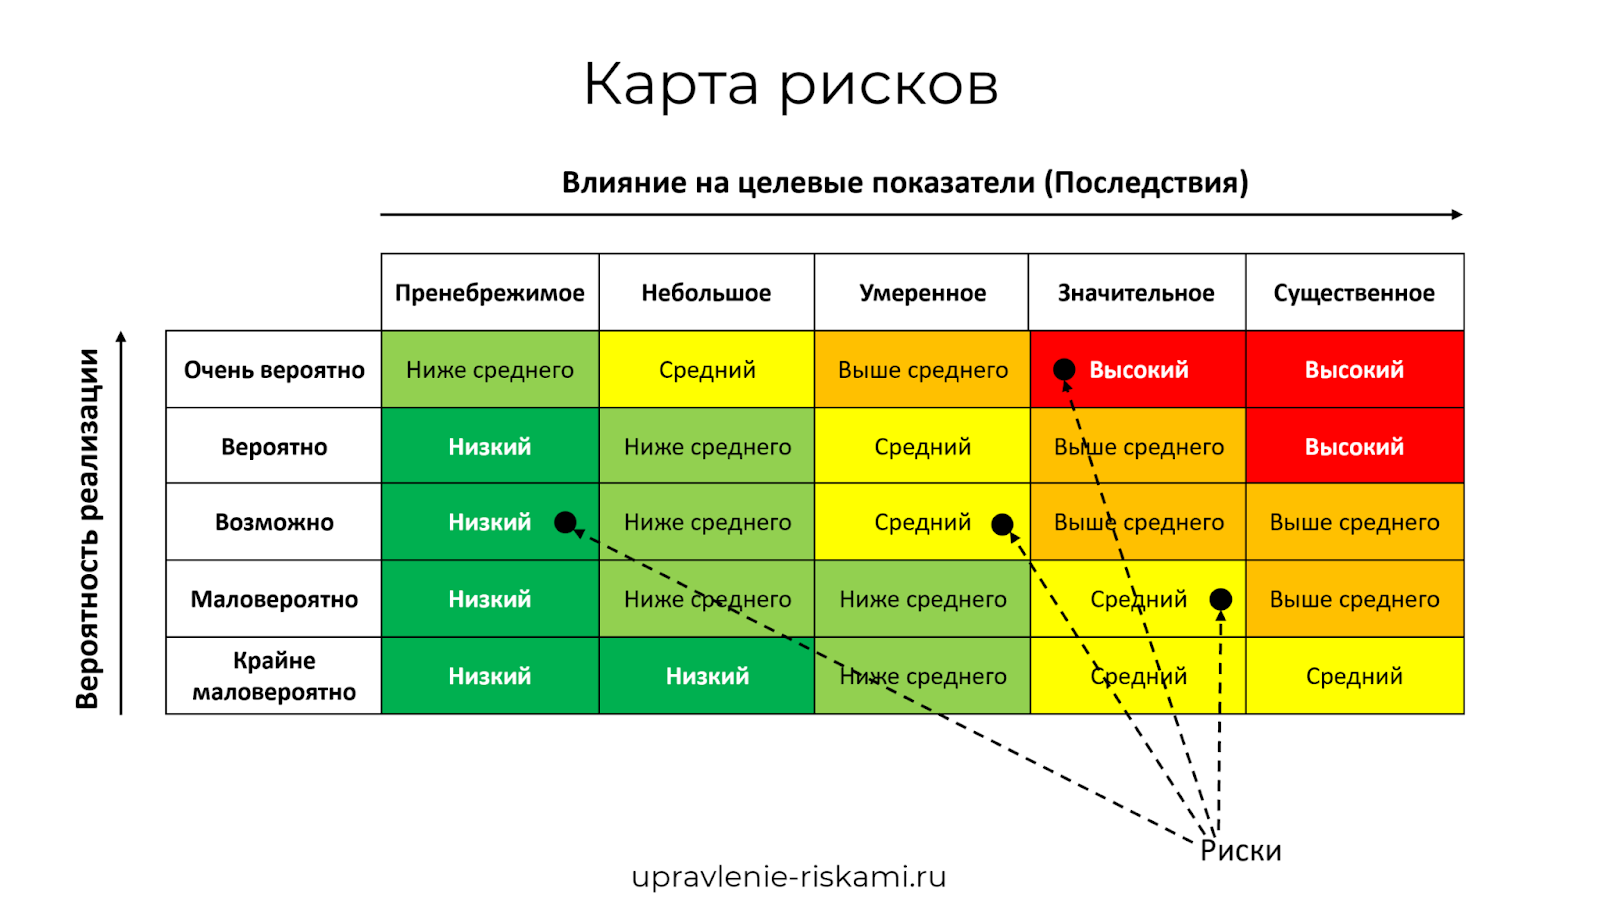 Карта рисков
Влияние на целевые показатели (Последствия)
Пренебрежимое Небольшое Умеренное Значительное Существенное
Вероятность реализации
Очень вероятно Ниже среднего Средний Выше среднего Высокий Высокий
Вероятно Низкий Ниже среднего Средний Выше среднего Высокий
Возможно Низкий Ниже среднего Средний Выше среднего Выше среднего
Маловероятно Низкий Ниже среднего Ниже среднего Средний Выше среднего
Крайне
маловероятно Низкий Низкий Ниже среднего Средний Средний
Риски
upravlenie-riskami.ru